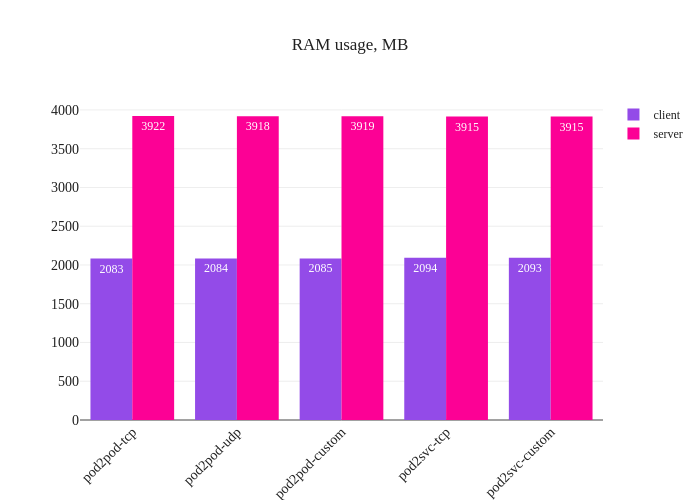 RAM usage, MB
client
server
4000
3500
3000
2500
2000
1500
1000
500
0
3922
3918
3919
3915
3915
2083
2084
2085
2094
2093
pod2pod-tcp
pod2pod-udp
pod2pod-custom
pod2svc-tcp
pod2svc-custom